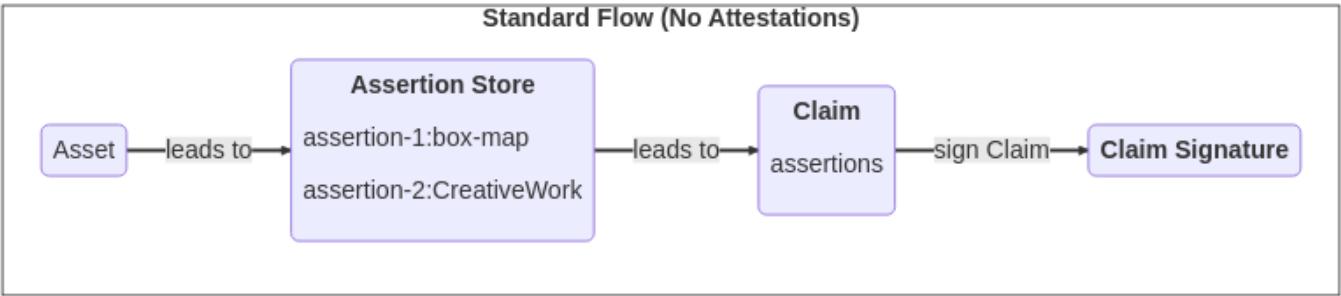 Standard Flow (No Attestations)
Asset
leads to
Assertion Store
assertion-1:box-map
assertion-2:CreativeWork
leads to
Claim
assertions
sign Claim
Claim Signature